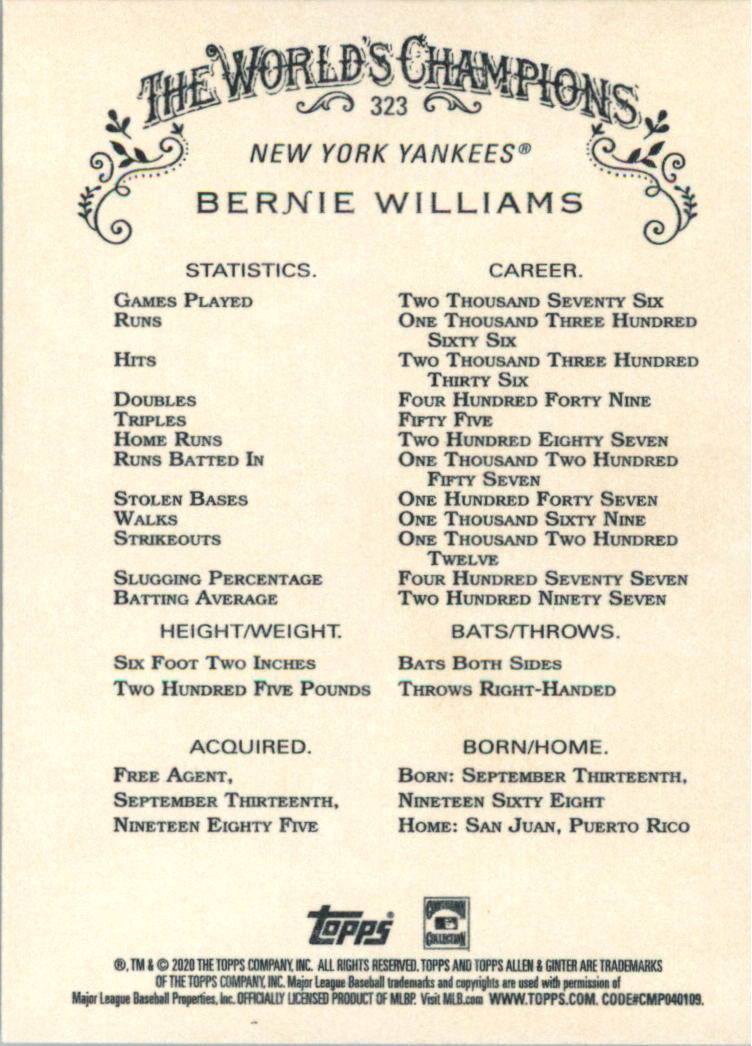 THE WORLD'S CHAMPIONS
323
NEW YORK YANKEES®
BERNIE WILLIAMS
STATISTICS. CAREER.
GAMES PLAYED TWO THOUSAND SEVENTY SIX
RUNS ONE THOUSAND THREE HUNDRED
SIXTY SIX
HITS TWO THOUSAND THREE HUNDRED
THIRTY SIX
DOUBLES FOUR HUNDRED FORTY NINE
TRIPLES FIFTY FIVE
HOME RUNS TWO HUNDRED EIGHTY SEVEN
RUNS BATTED IN ONE THOUSAND TWO HUNDRED
FIFTY SEVEN
STOLEN BASES ONE HUNDRED FORTY SEVEN
WALKS ONE THOUSAND SIXTY NINE
STRIKEOUTS ONE THOUSAND TWO HUNDRED
TWELVE
SLUGGING PERCENTAGE FOUR HUNDRED SEVENTY SEVEN
BATTING AVERAGE TWO HUNDRED NINETY SEVEN
HEIGHT/WEIGHT. BATS/THROWS.
SIX FOOT TWO INCHES BATS BOTH SIDES
TWO HUNDRED FIVE POUNDS THROWS RIGHT-HANDED
ACQUIRED. BORN/HOME.
FREE AGENT, BORN: SEPTEMBER THIRTEENTH,
SEPTEMBER THIRTEENTH, NINETEEN SIXTY EIGHT
NINETEEN EIGHTY FIVE HOME: SAN JUAN, PUERTO RICO
topps® COOPERSTOWN COLLECTION
®, TM & © 2020 THE TOPPS COMPANY, INC. ALL RIGHTS RESERVED. TOPPS AND TOPPS ALLEN & GINTER ARE TRADEMARKS
OF THE TOPPS COMPANY, INC. Major League Baseball trademarks and copyrights are used with permission of
Major League Baseball Properties, Inc. OFFICIALLY LICENSED PRODUCT OF MLBP. Visit MLB.com WWW.TOPPS.COM. CODE#CMP040109.